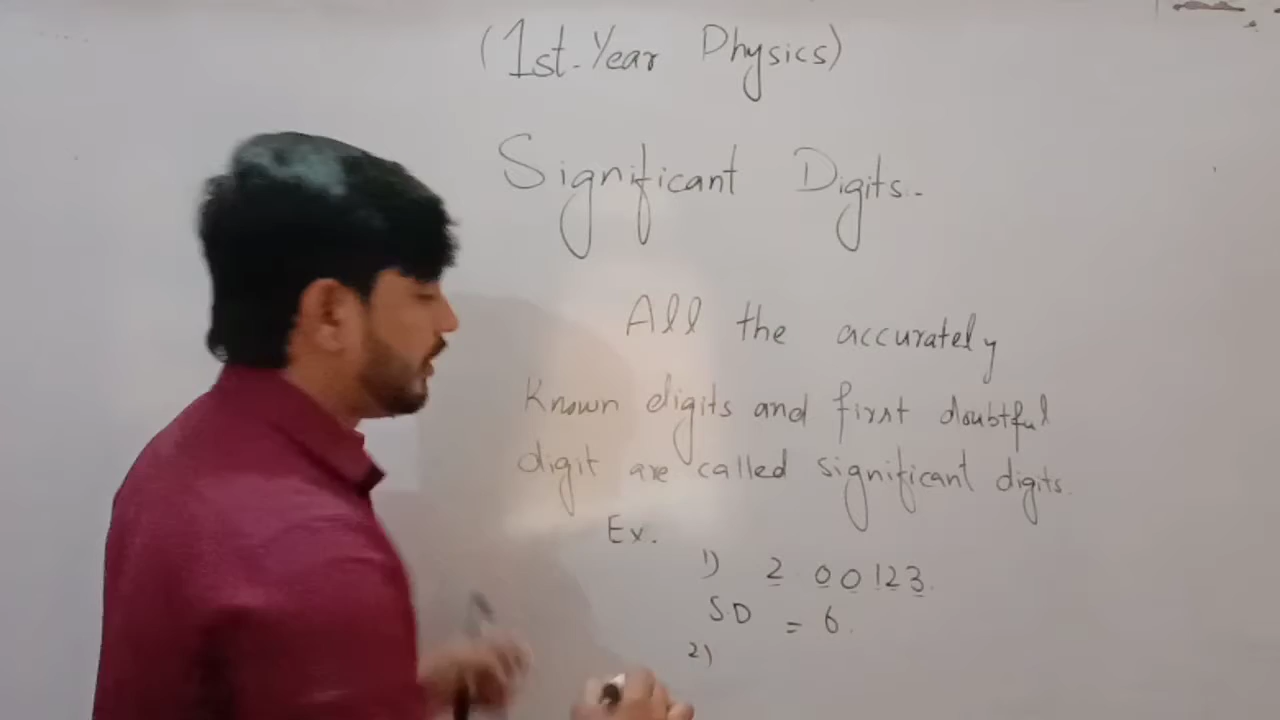 (1st-Year Physics)
Significant Digits.
All the accurately
Known digits and first doubtful
digit are called significant digits.
Ex.
1) 2 00123.
SD = 6.
2)